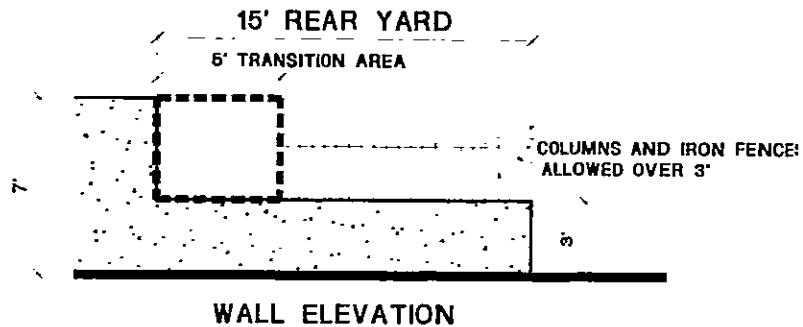 15' REAR YARD
5' TRANSITION AREA
COLUMNS AND IRON FENCE
ALLOWED OVER 3'
7'
3'
WALL ELEVATION